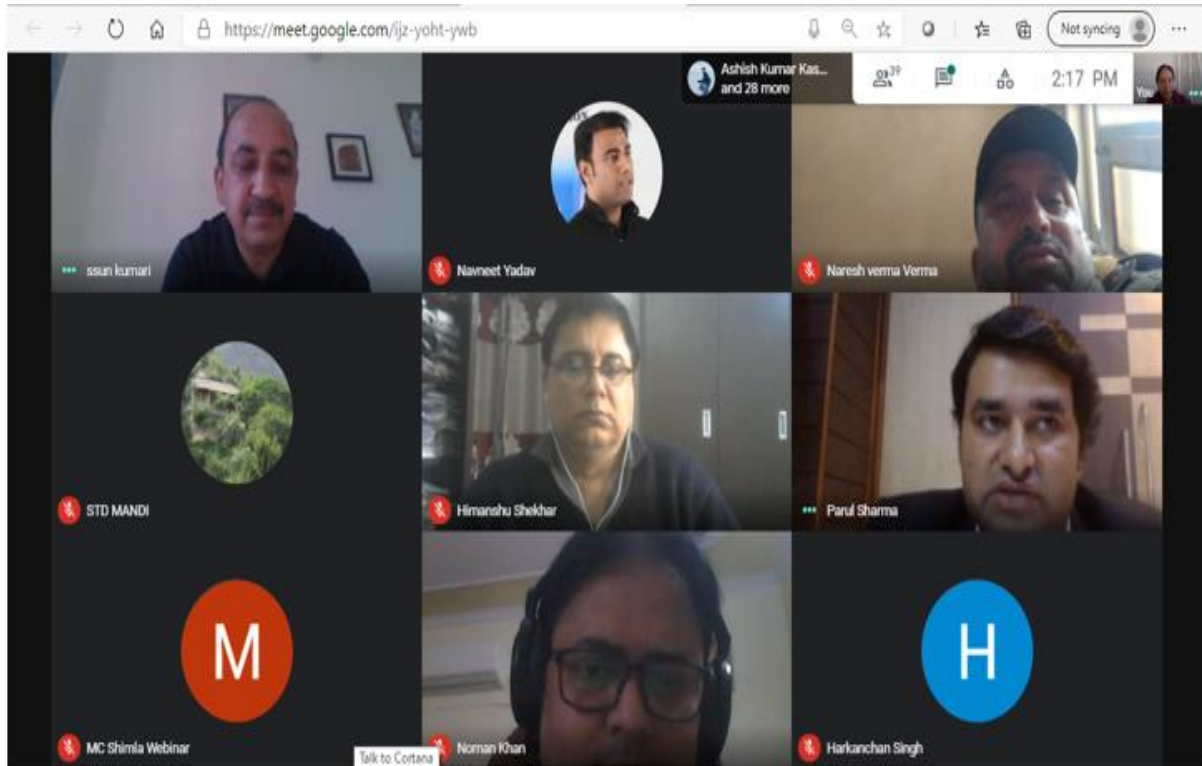 https://meet.google.com/ijz-yoht-ywb
Not syncing
Ashish Kumar Kas...
and 28 more
39
2:17 PM
You
ssun kumari
Navneet Yadav
Naresh verma Verma
STD MANDI
Himanshu Shekhar
Parul Sharma
M
H
MC Shimla Webinar
Talk to Cortana
Noman Khan
Harkanchan Singh